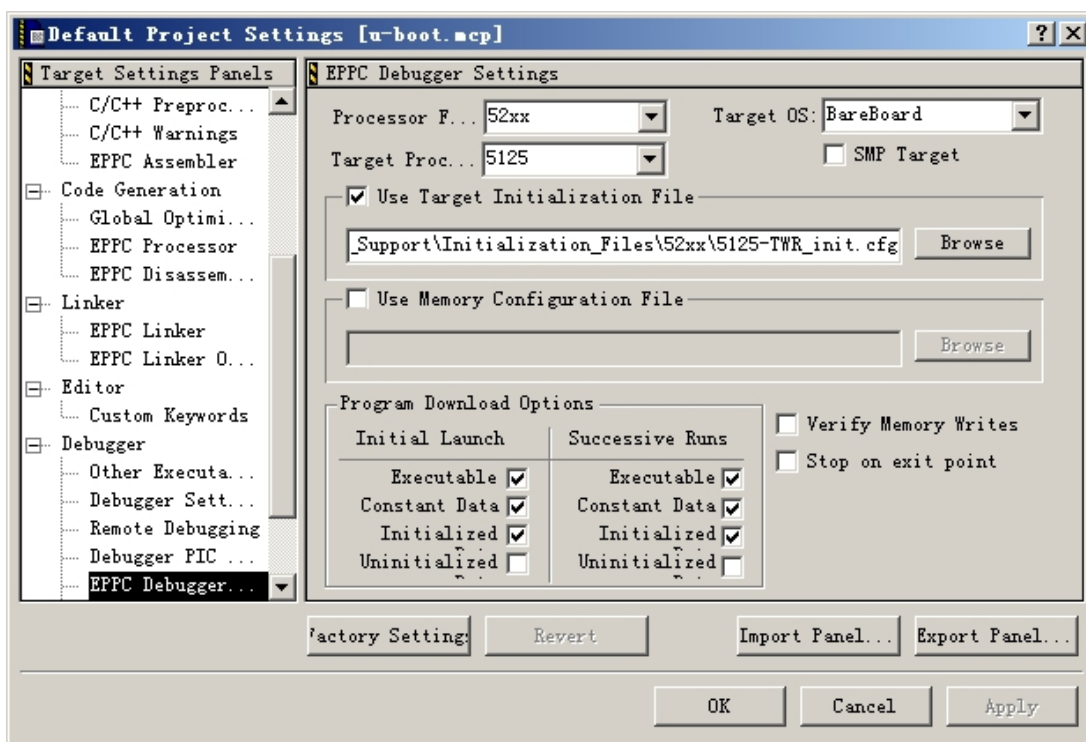 Default Project Settings [u-boot.mcp]
Target Settings Panels
C/C++ Preproc...
C/C++ Warnings
EPPC Assembler
Code Generation
Global Optimi...
EPPC Processor
EPPC Disassem...
Linker
EPPC Linker
EPPC Linker O...
Editor
Custom Keywords
Debugger
Other Executa...
Debugger Sett...
Remote Debugging
Debugger PIC ...
EPPC Debugger...
EPPC Debugger Settings
Processor F... 52xx
Target OS: BareBoard
Target Proc... 5125
SMP Target
Use Target Initialization File
_Support\Initialization_Files\52xx\5125-TWR_init.cfg
Browse
Use Memory Configuration File
Browse
Program Download Options
Initial Launch
Successive Runs
Executable
Executable
Constant Data
Constant Data
Initialized
Initialized
Uninitialized
Uninitialized
Verify Memory Writes
Stop on exit point
actory Setting
Revert
Import Panel...
Export Panel...
OK
Cancel
Apply